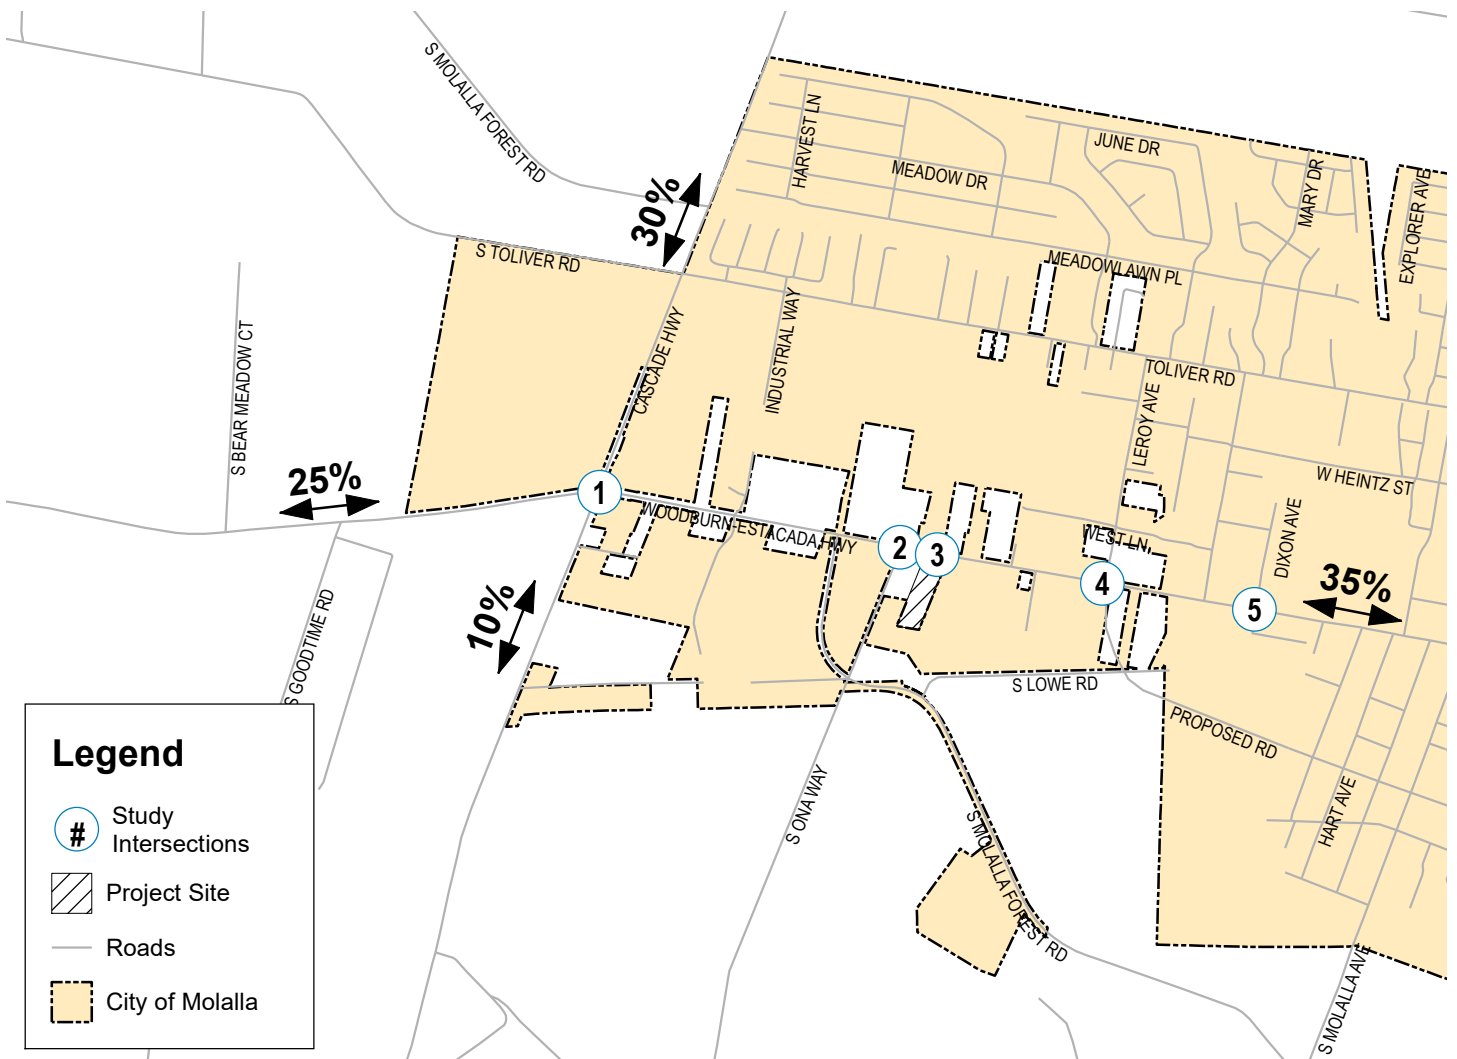 S MOLALLA FOREST RD
HARVEST LN
JUNE DR
MEADOW DR
MARY DR
EXPLORER AVE
30%
S TOLIVER RD
MEADOWLAWN PL
CASCADE HWY
INDUSTRIAL WAY
S BEAR MEADOW CT
TOLIVER RD
LEROY AVE
W HEINTZ ST
25%
1
WOODBURN-ESTACADA HWY
2
3
WEST LN
DIXON AVE
4
5
35%
10%
S GOODTIME RD
S LOWE RD
PROPOSED RD
S ONA WAY
S MOLALLA FOREST RD
HART AVE
S MOLALLA AVE
Legend
#
Study
Intersections
Project Site
Roads
City of Molalla